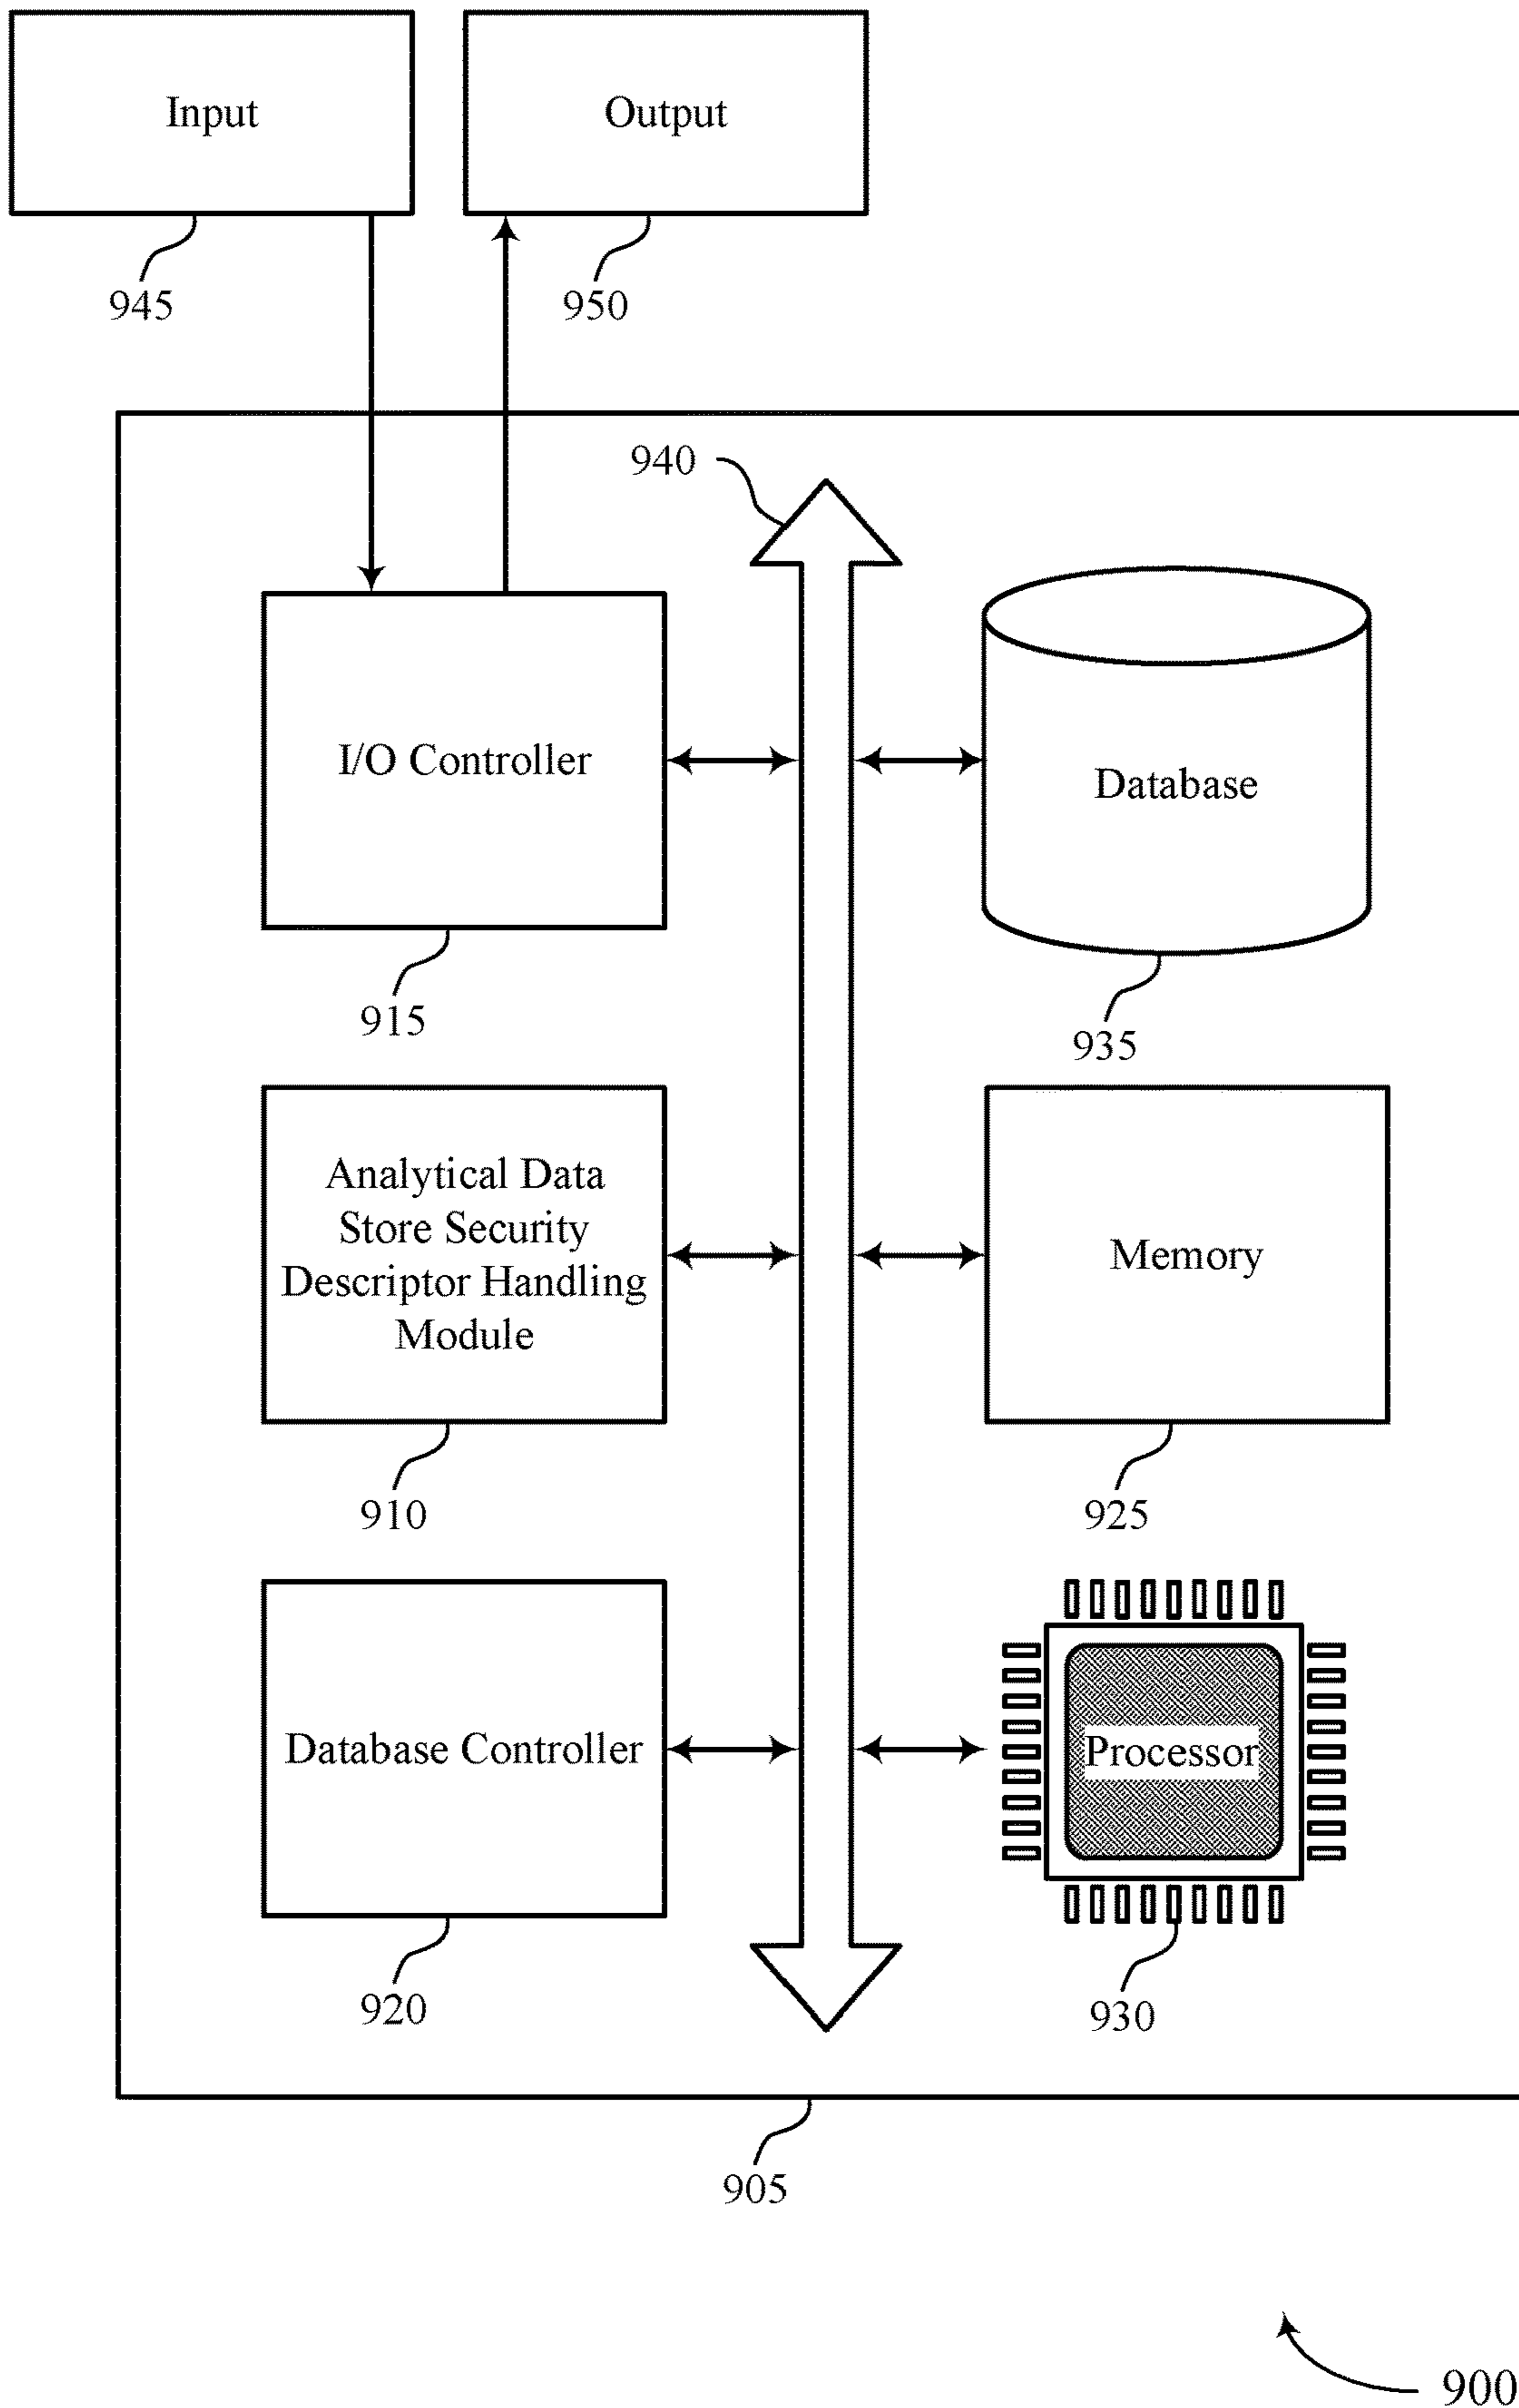 Input
Output
945
950
940
I/O Controller
Database
915
935
Analytical Data
Store Security
Descriptor Handling
Module
Memory
910
925
Database Controller
Processor
920
930
905
900